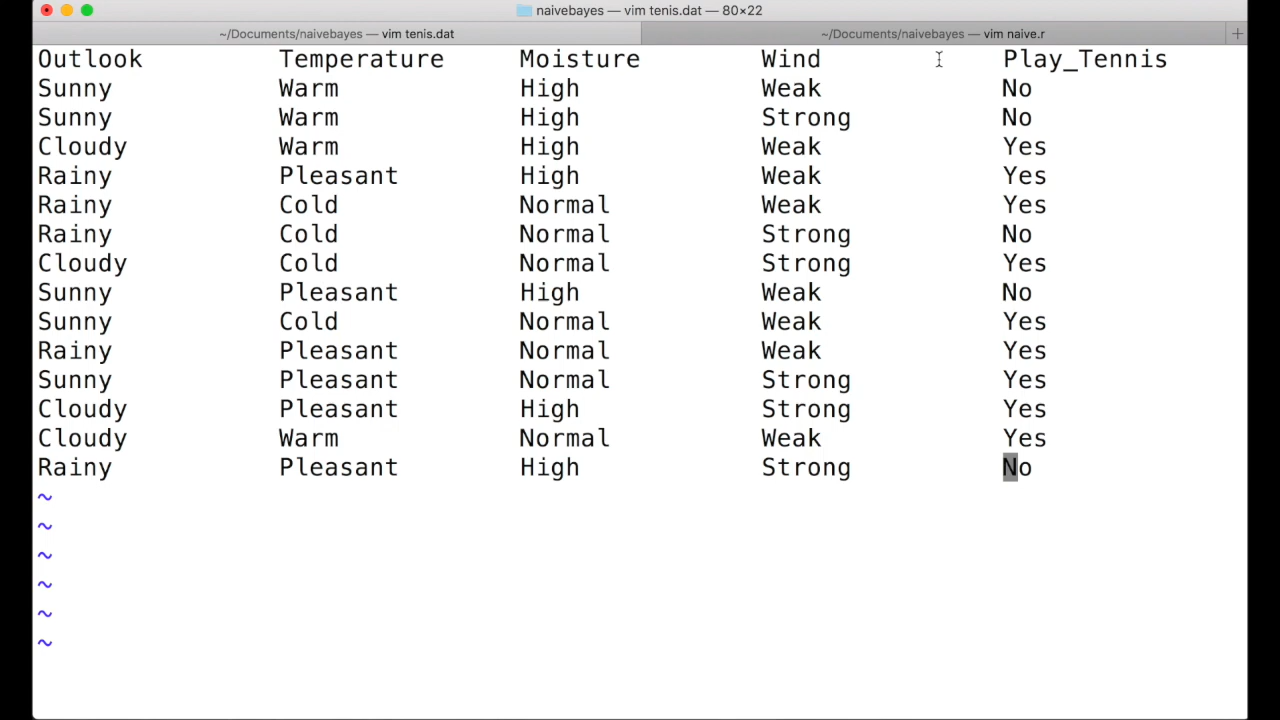 naivebayes — vim tenis.dat — 80×22
~/Documents/naivebayes — vim tenis.dat ~/Documents/naivebayes — vim naive.r +
Outlook Temperature Moisture Wind Play_Tennis
Sunny Warm High Weak No
Sunny Warm High Strong No
Cloudy Warm High Weak Yes
Rainy Pleasant High Weak Yes
Rainy Cold Normal Weak Yes
Rainy Cold Normal Strong No
Cloudy Cold Normal Strong Yes
Sunny Pleasant High Weak No
Sunny Cold Normal Weak Yes
Rainy Pleasant Normal Weak Yes
Sunny Pleasant Normal Strong Yes
Cloudy Pleasant High Strong Yes
Cloudy Warm Normal Weak Yes
Rainy Pleasant High Strong No
~
~
~
~
~
~